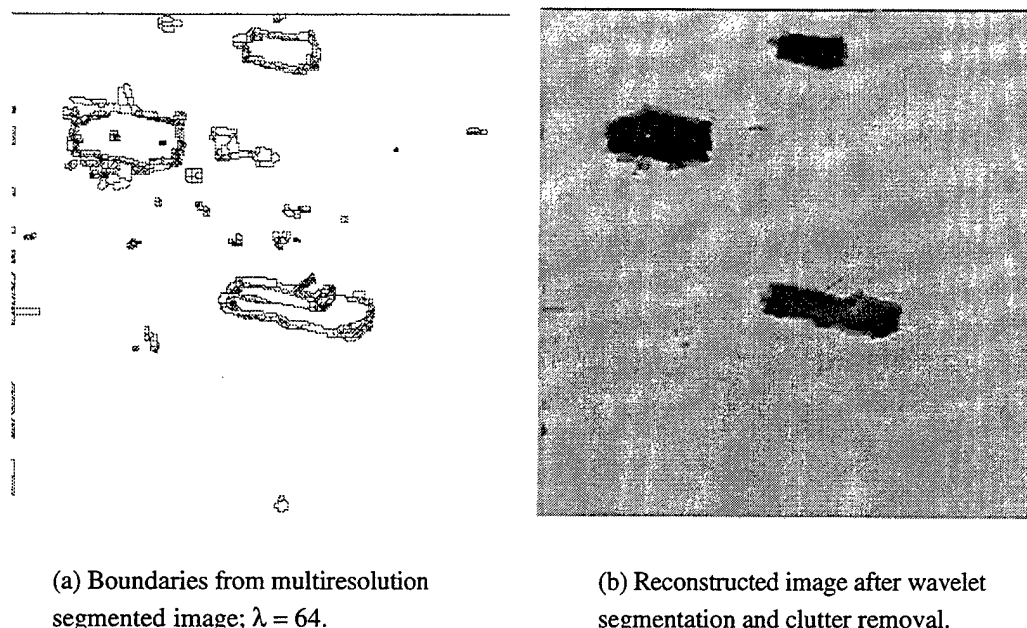 (a) Boundaries from multiresolution
segmented image; λ = 64.
(b) Reconstructed image after wavelet
segmentation and clutter removal.